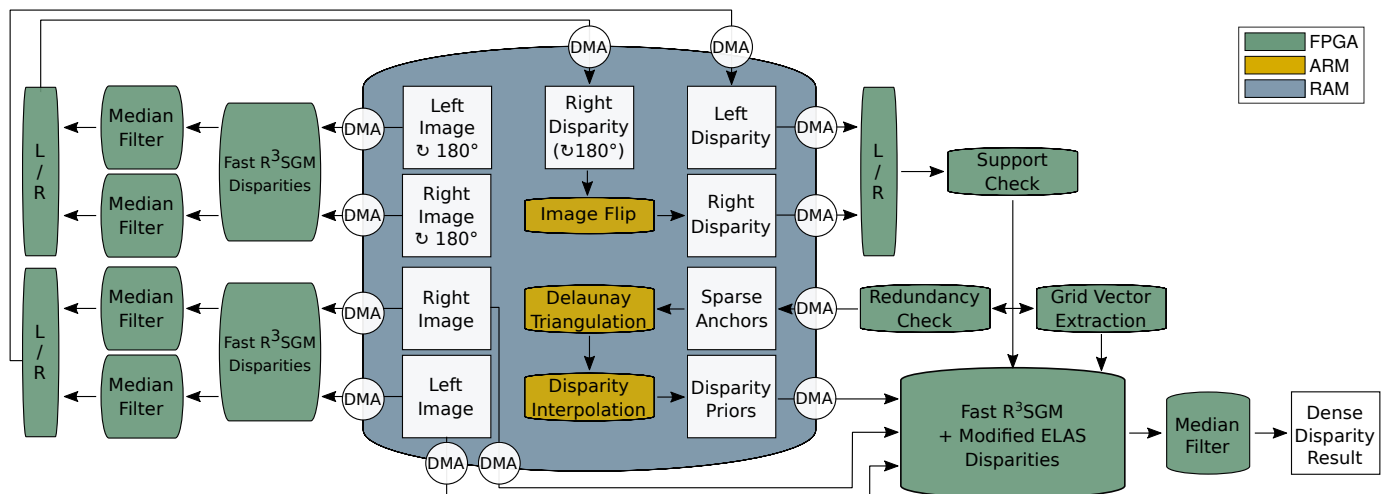 DMA
DMA
FPGA
ARM
RAM
L
/
R
Median
Filter
Median
Filter
Fast R³SGM
Disparities
DMA
DMA
Left
Image
↻ 180°
Right
Image
↻ 180°
Right
Disparity
(↻180°)
Image Flip
Left
Disparity
Right
Disparity
DMA
DMA
L
/
R
Support
Check
L
/
R
Median
Filter
Median
Filter
Fast R³SGM
Disparities
DMA
DMA
Right
Image
Left
Image
Delaunay
Triangulation
Disparity
Interpolation
Sparse
Anchors
Disparity
Priors
DMA
DMA
Redundancy
Check
Grid Vector
Extraction
DMA
DMA
Fast R³SGM
+ Modified ELAS
Disparities
Median
Filter
Dense
Disparity
Result